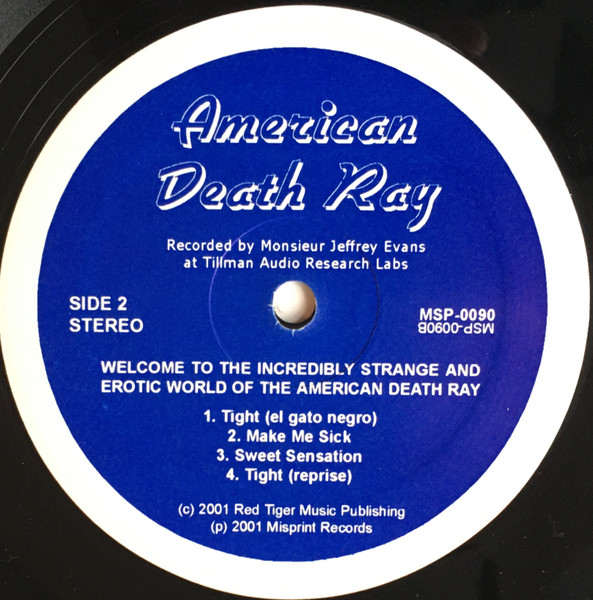 American
Death Ray
Recorded by Monsieur Jeffrey Evans
at Tillman Audio Research Labs
SIDE 2
STEREO
MSP-0090
MSP-0090B
WELCOME TO THE INCREDIBLY STRANGE AND
EROTIC WORLD OF THE AMERICAN DEATH RAY
1. Tight (el gato negro)
2. Make Me Sick
3. Sweet Sensation
4. Tight (reprise)
(c) 2001 Red Tiger Music Publishing
(p) 2001 Misprint Records